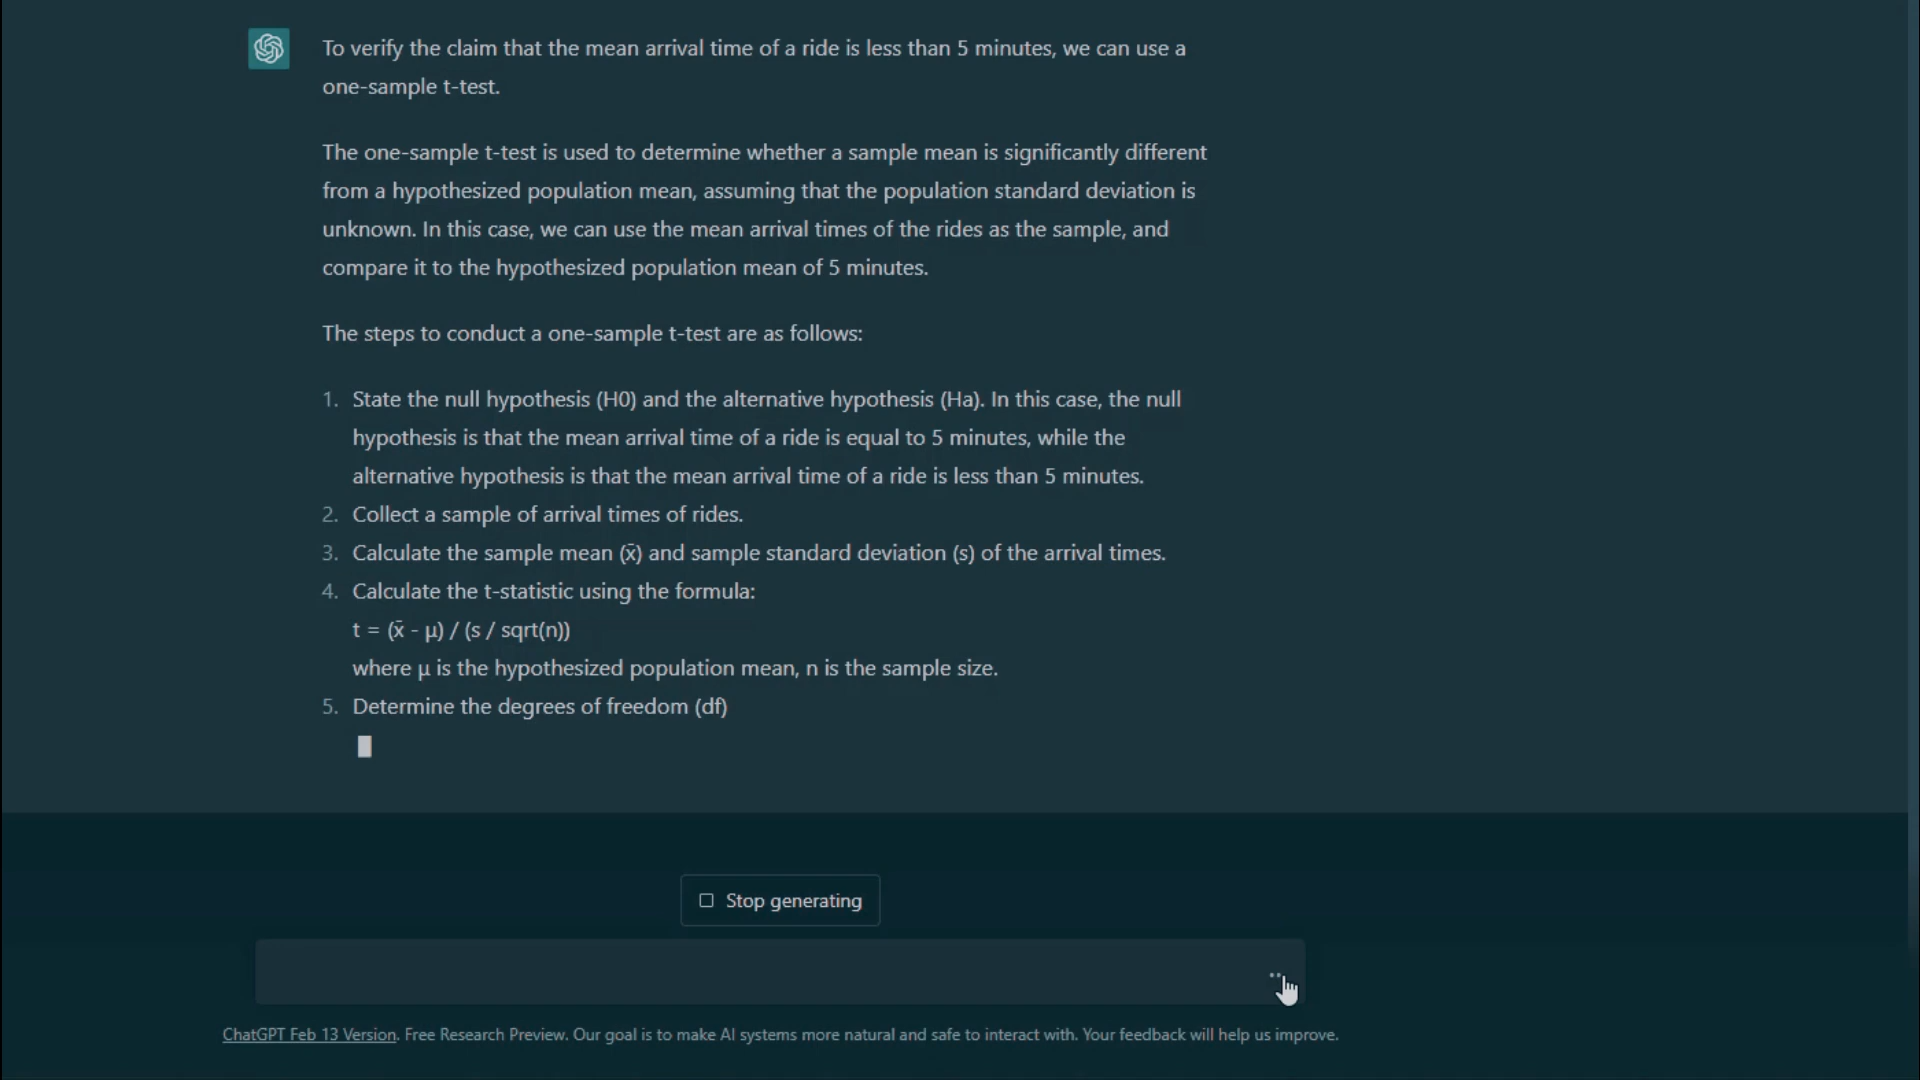 To verify the claim that the mean arrival time of a ride is less than 5 minutes, we can use a
one-sample t-test.
The one-sample t-test is used to determine whether a sample mean is significantly different
from a hypothesized population mean, assuming that the population standard deviation is
unknown. In this case, we can use the mean arrival times of the rides as the sample, and
compare it to the hypothesized population mean of 5 minutes.
The steps to conduct a one-sample t-test are as follows:
1. State the null hypothesis (H0) and the alternative hypothesis (Ha). In this case, the null
hypothesis is that the mean arrival time of a ride is equal to 5 minutes, while the
alternative hypothesis is that the mean arrival time of a ride is less than 5 minutes.
2. Collect a sample of arrival times of rides.
3. Calculate the sample mean (x̄) and sample standard deviation (s) of the arrival times.
4. Calculate the t-statistic using the formula:
t = (x̄ - μ) / (s / sqrt(n))
where μ is the hypothesized population mean, n is the sample size.
5. Determine the degrees of freedom (df)
Stop generating
ChatGPT Feb 13 Version. Free Research Preview. Our goal is to make AI systems more natural and safe to interact with. Your feedback will help us improve.